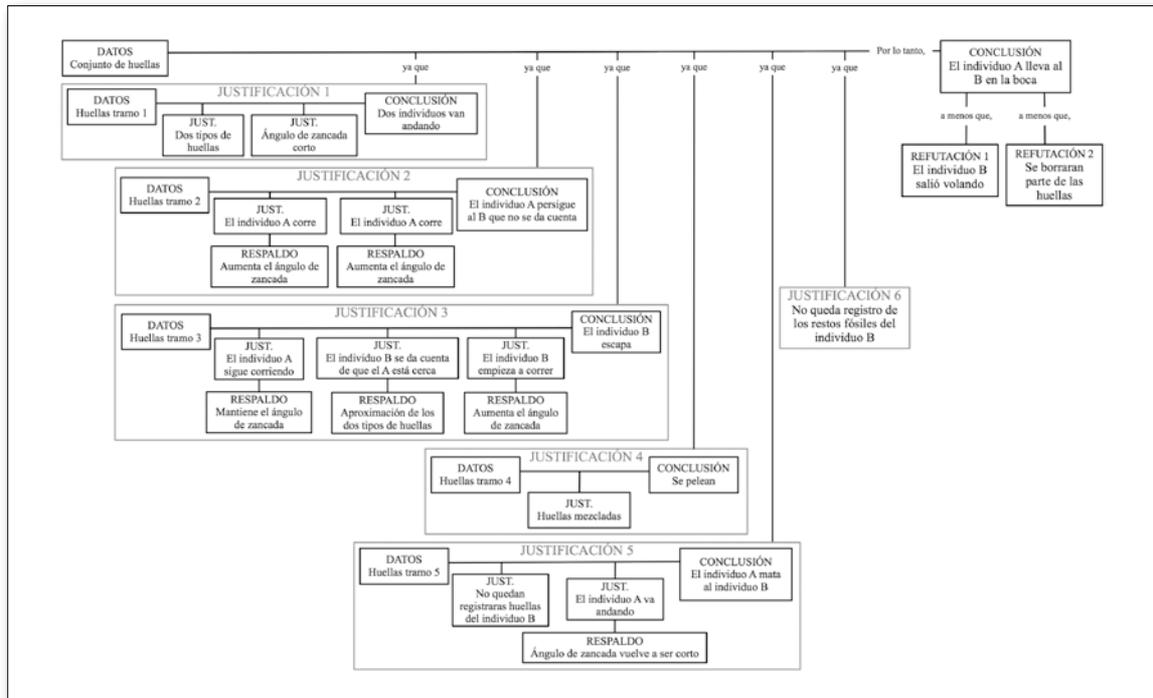 DATOS
Conjunto de huellas
Por lo tanto,
CONCLUSIÓN
El individuo A lleva al
B en la boca
ya que
ya que
ya que
ya que
ya que
ya que
a menos que,
a menos que,
REFUTACIÓN 1
El individuo B
salió volando
REFUTACIÓN 2
Se borraran
parte de las
huellas
JUSTIFICACIÓN 1
DATOS
Huellas tramo 1
JUST.
Dos tipos de
huellas
JUST.
Ángulo de zancada
corto
CONCLUSIÓN
Dos individuos van
andando
JUSTIFICACIÓN 2
DATOS
Huellas tramo 2
JUST.
El individuo A corre
RESPALDO
Aumenta el ángulo de
zancada
JUST.
El individuo A corre
RESPALDO
Aumenta el ángulo de
zancada
CONCLUSIÓN
El individuo A persigue
al B que no se da cuenta
JUSTIFICACIÓN 3
DATOS
Huellas tramo 3
JUST.
El individuo A
sigue corriendo
RESPALDO
Mantiene el ángulo
de zancada
JUST.
El individuo B se da cuenta
de que el A está cerca
RESPALDO
Aproximación de los
dos tipos de huellas
JUST.
El individuo B
empieza a correr
RESPALDO
Aumenta el ángulo
de zancada
CONCLUSIÓN
El individuo B
escapa
JUSTIFICACIÓN 6
No queda registro de
los restos fósiles del
individuo B
JUSTIFICACIÓN 4
DATOS
Huellas tramo 4
JUST.
Huellas mezcladas
CONCLUSIÓN
Se pelean
JUSTIFICACIÓN 5
DATOS
Huellas tramo 5
JUST.
No quedan
registraras huellas
del individuo B
JUST.
El individuo A va
andando
RESPALDO
Ángulo de zancada vuelve a ser corto
CONCLUSIÓN
El individuo A mata
al individuo B